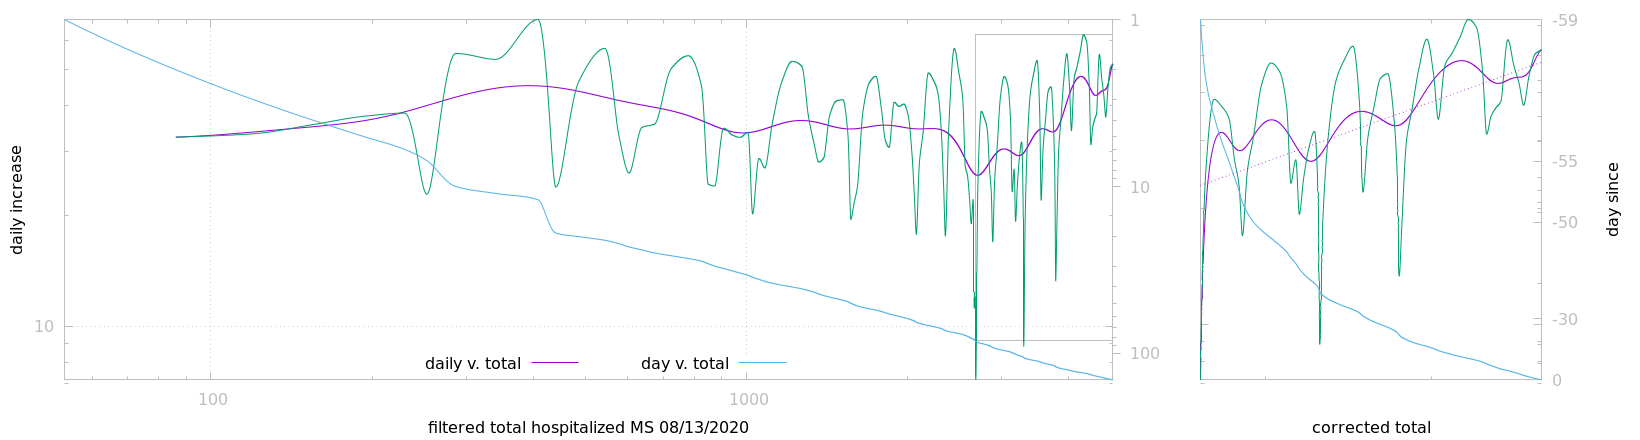 daily increase
10
daily v. total
day v. total
100
1000
filtered total hospitalized MS 08/13/2020
1
10
100
-59
-55
-50
-30
0
day since
corrected total